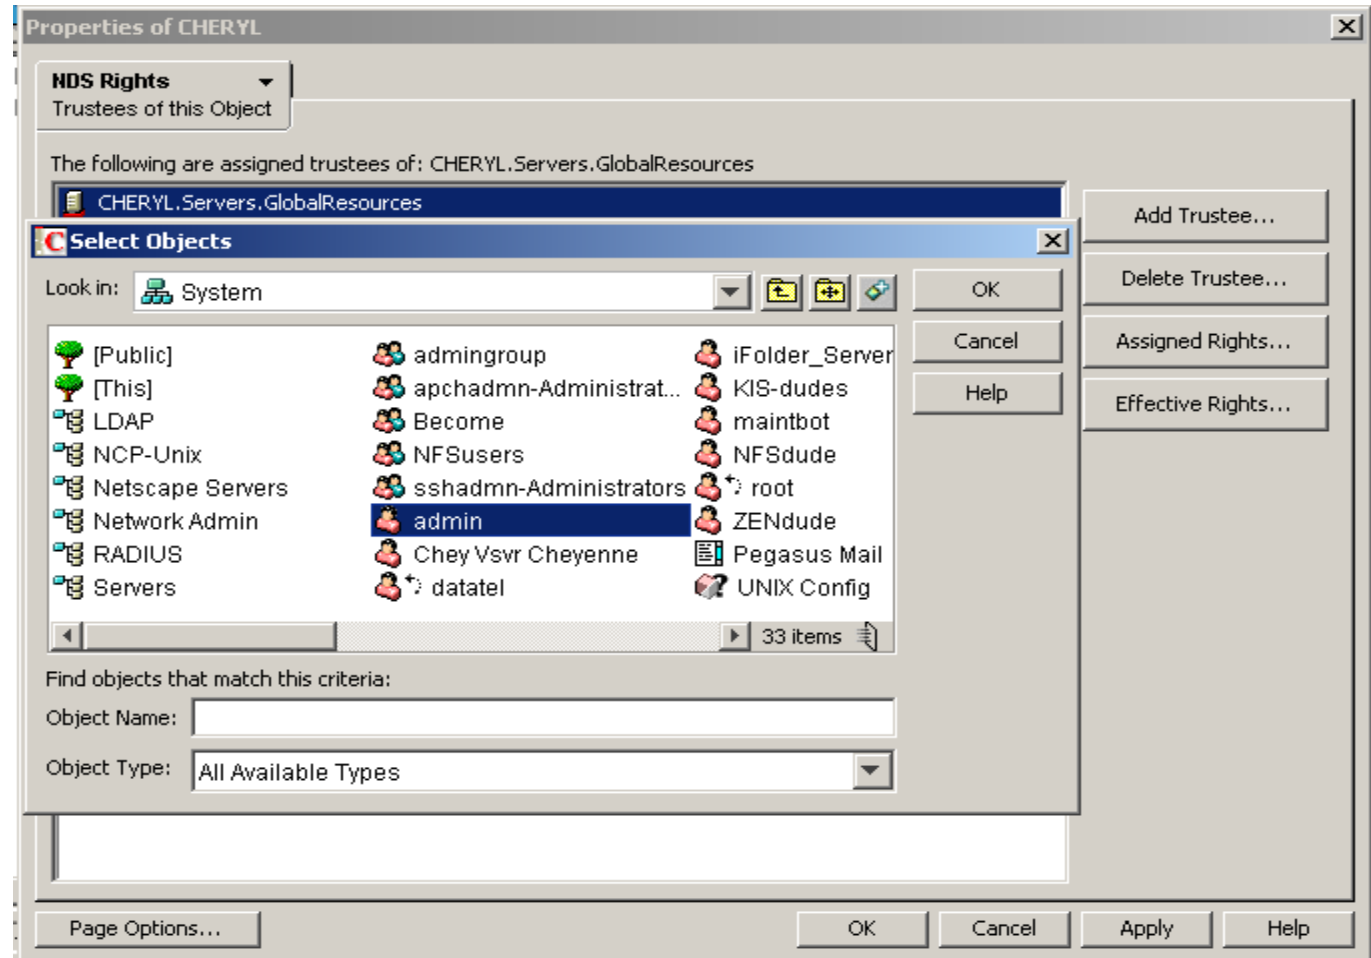 Properties of CHERYL
NDS Rights
Trustees of this Object
The following are assigned trustees of: CHERYL.Servers.GlobalResources
CHERYL.Servers.GlobalResources
Add Trustee...
Delete Trustee...
Assigned Rights...
Effective Rights...
C Select Objects
Look in: System
OK
Cancel
Help
[Public] admingroup iFolder_Server
[This] apchadmn-Administrat... KIS-dudes
LDAP Become maintbot
NCP-Unix NFSusers NFSdude
Netscape Servers sshadmn-Administrators root
Network Admin admin ZENdude
RADIUS Chey Vsvr Cheyenne Pegasus Mail
Servers datatel UNIX Config
33 items
Find objects that match this criteria:
Object Name:
Object Type: All Available Types
Page Options... OK Cancel Apply Help